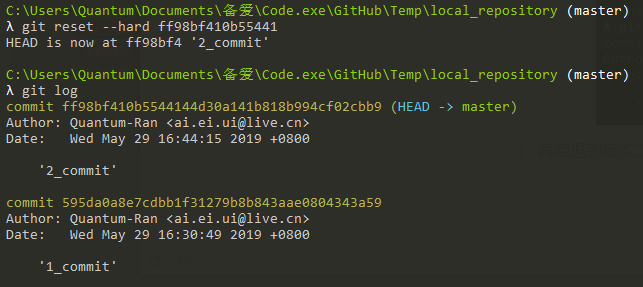 C:\Users\Quantum\Documents\备爱\Code.exe\GitHub\Temp\local_repository (master)
λ git reset --hard ff98bf410b55441
HEAD is now at ff98bf4 '2_commit'
C:\Users\Quantum\Documents\备爱\Code.exe\GitHub\Temp\local_repository (master)
λ git log
commit ff98bf410b5544144d30a141b818b994cf02cbb9 (HEAD -> master)
Author: Quantum-Ran <ai.ei.ui@live.cn>
Date:   Wed May 29 16:44:15 2019 +0800
'2_commit'
commit 595da0a8e7cdbb1f31279b8b843aae0804343a59
Author: Quantum-Ran <ai.ei.ui@live.cn>
Date:   Wed May 29 16:30:49 2019 +0800
'1_commit'